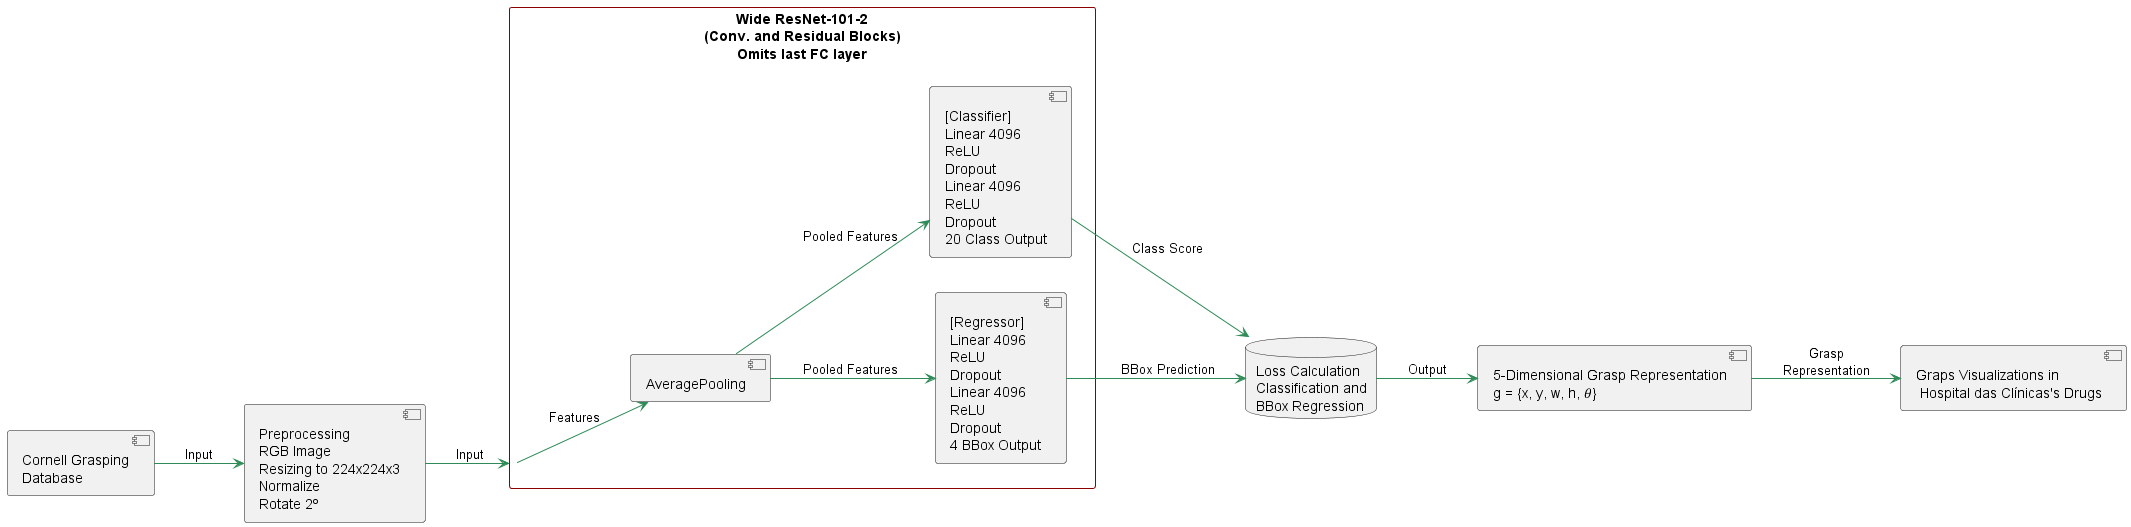 Wide ResNet-101-2
(Conv. and Residual Blocks)
Omits last FC layer
Cornell Grasping
Database
Input
Preprocessing
RGB Image
Resizing to 224x224x3
Normalize
Rotate 2º
Input
Features
AveragePooling
Pooled Features
[Classifier]
Linear 4096
ReLU
Dropout
Linear 4096
ReLU
Dropout
20 Class Output
Pooled Features
[Regressor]
Linear 4096
ReLU
Dropout
Linear 4096
ReLU
Dropout
4 BBox Output
Class Score
BBox Prediction
Loss Calculation
Classification and
BBox Regression
Output
5-Dimensional Grasp Representation
g = {x, y, w, h, θ}
Grasp
Representation
Graps Visualizations in
Hospital das Clínicas's Drugs